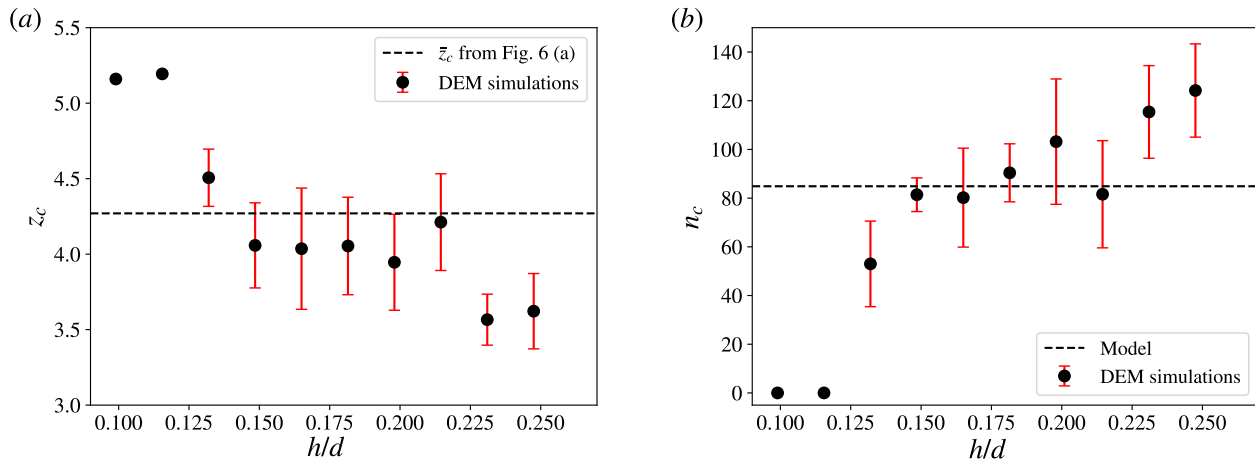 (a)
5.5
5.0
4.5
4.0
3.5
3.0
z_c
z̄_c from Fig. 6 (a)
DEM simulations
0.100 0.125 0.150 0.175 0.200 0.225 0.250
h/d
(b)
140
120
100
80
60
40
20
0
n_c
Model
DEM simulations
0.100 0.125 0.150 0.175 0.200 0.225 0.250
h/d